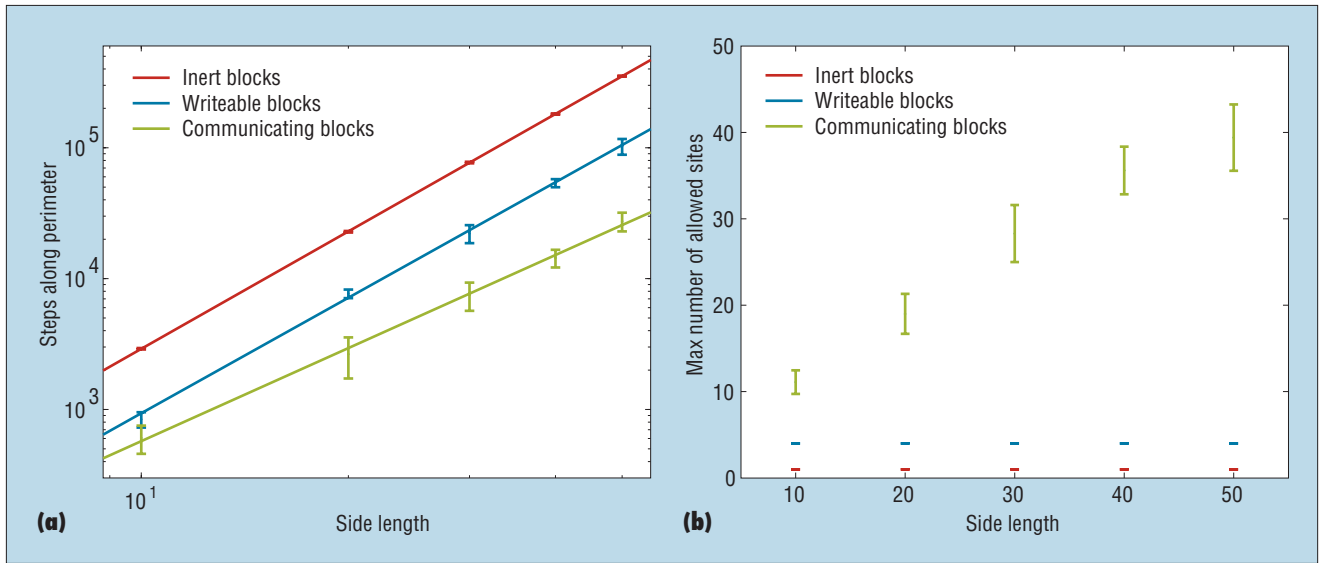 Inert blocks
Writeable blocks
Communicating blocks
10^5
10^4
10^3
10^1
Steps along perimeter
Side length
(a)
50
40
30
20
10
0
Inert blocks
Writeable blocks
Communicating blocks
Max number of allowed sites
10 20 30 40 50
Side length
(b)